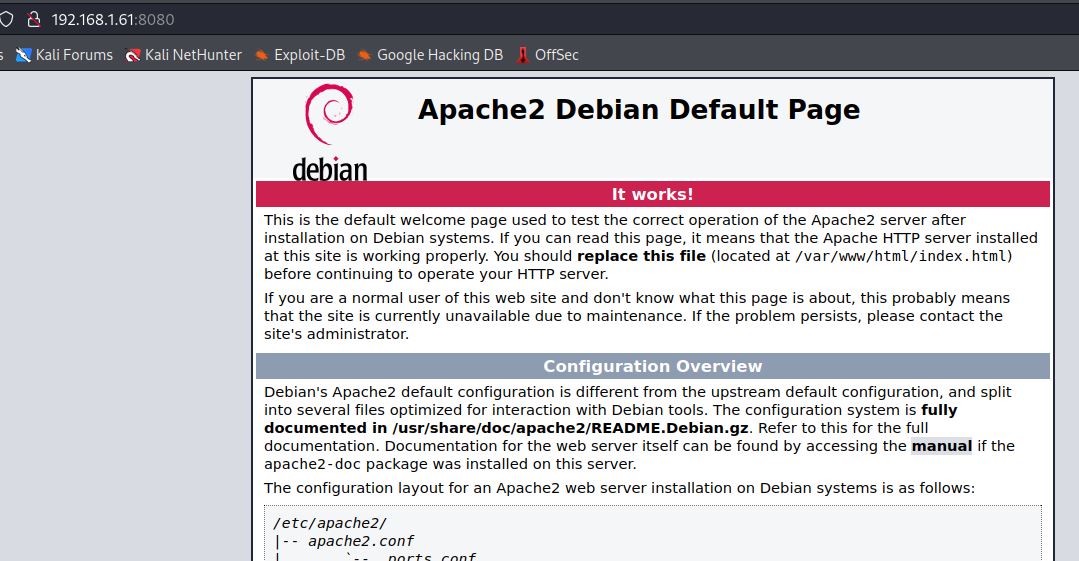 192.168.1.61:8080
s Kali Forums Kali NetHunter Exploit-DB Google Hacking DB OffSec
debian
Apache2 Debian Default Page
It works!
This is the default welcome page used to test the correct operation of the Apache2 server after
installation on Debian systems. If you can read this page, it means that the Apache HTTP server installed
at this site is working properly. You should replace this file (located at /var/www/html/index.html)
before continuing to operate your HTTP server.
If you are a normal user of this web site and don't know what this page is about, this probably means
that the site is currently unavailable due to maintenance. If the problem persists, please contact the
site's administrator.
Configuration Overview
Debian's Apache2 default configuration is different from the upstream default configuration, and split
into several files optimized for interaction with Debian tools. The configuration system is fully
documented in /usr/share/doc/apache2/README.Debian.gz. Refer to this for the full
documentation. Documentation for the web server itself can be found by accessing the manual if the
apache2-doc package was installed on this server.
The configuration layout for an Apache2 web server installation on Debian systems is as follows:
/etc/apache2/
|-- apache2.conf
|       `--  ports.conf